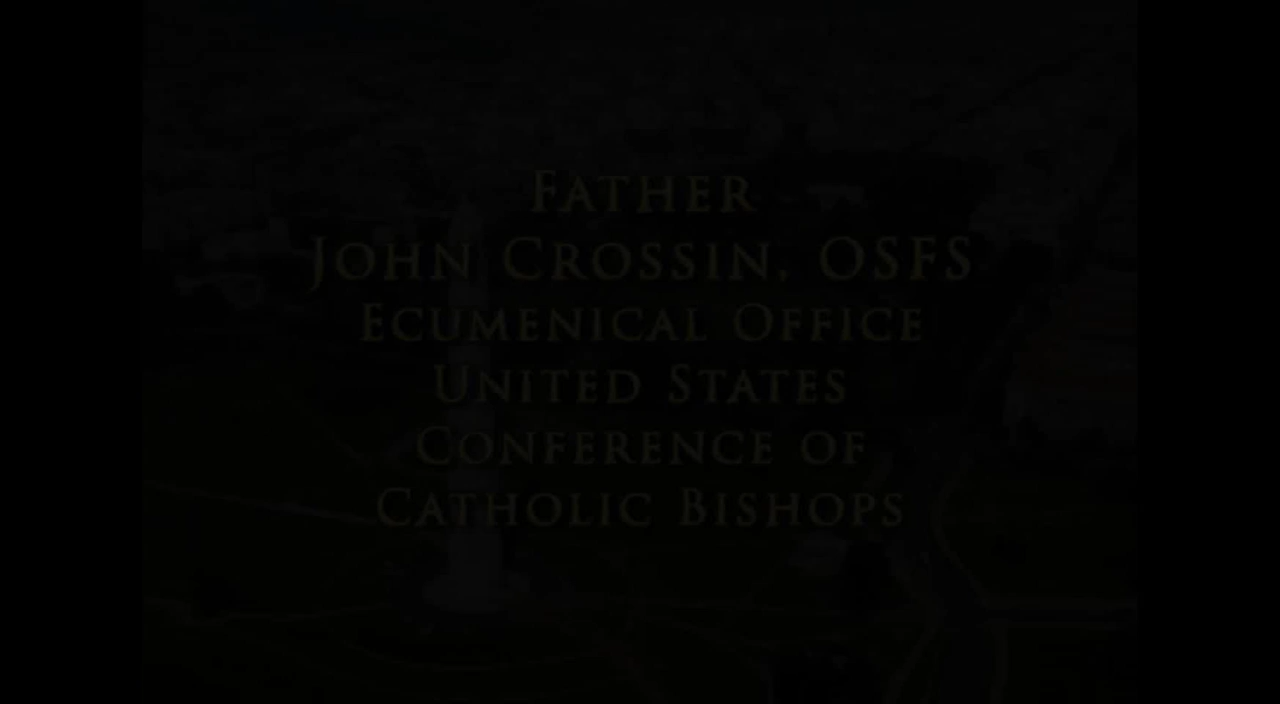 Father
John Crossin, OSFS
Ecumenical Office
United States
Conference of
Catholic Bishops